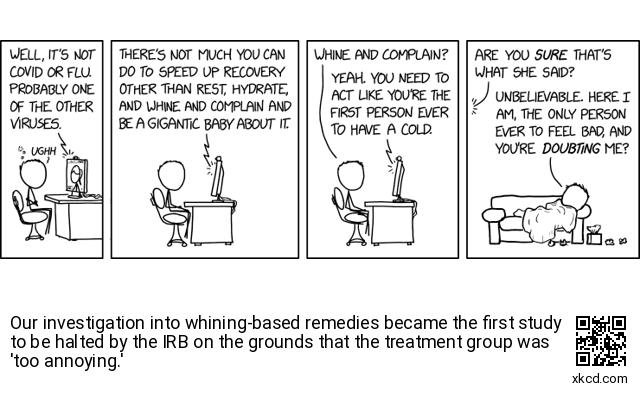 WELL, IT'S NOT
COVID OR FLU.
PROBABLY ONE
OF THE OTHER
VIRUSES.
UGHH
THERE'S NOT MUCH YOU CAN
DO TO SPEED UP RECOVERY
OTHER THAN REST, HYDRATE,
AND WHINE AND COMPLAIN AND
BE A GIGANTIC BABY ABOUT IT.
WHINE AND COMPLAIN?
YEAH. YOU NEED TO
ACT LIKE YOU'RE THE
FIRST PERSON EVER
TO HAVE A COLD.
ARE YOU SURE THAT'S
WHAT SHE SAID?
UNBELIEVABLE. HERE I
AM, THE ONLY PERSON
EVER TO FEEL BAD, AND
YOU'RE DOUBTING ME?
Our investigation into whining-based remedies became the first study
to be halted by the IRB on the grounds that the treatment group was
'too annoying.'
xkcd.com